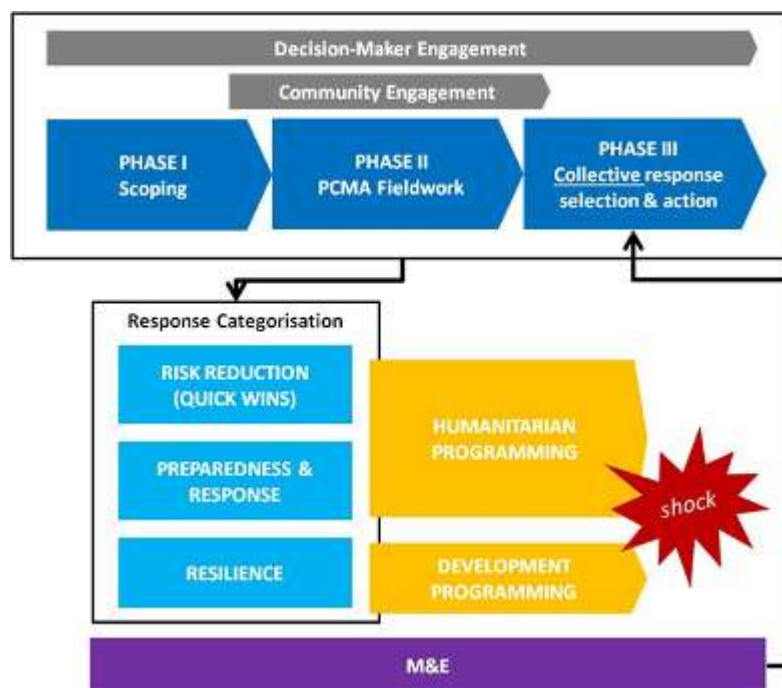 Decision-Maker Engagement
Community Engagement
PHASE I
Scoping
PHASE II
PCMA Fieldwork
PHASE III
Collective response
selection & action
Response Categorisation
RISK REDUCTION
(QUICK WINS)
PREPAREDNESS &
RESPONSE
RESILIENCE
HUMANITARIAN
PROGRAMMING
shock
DEVELOPMENT
PROGRAMMING
M&E